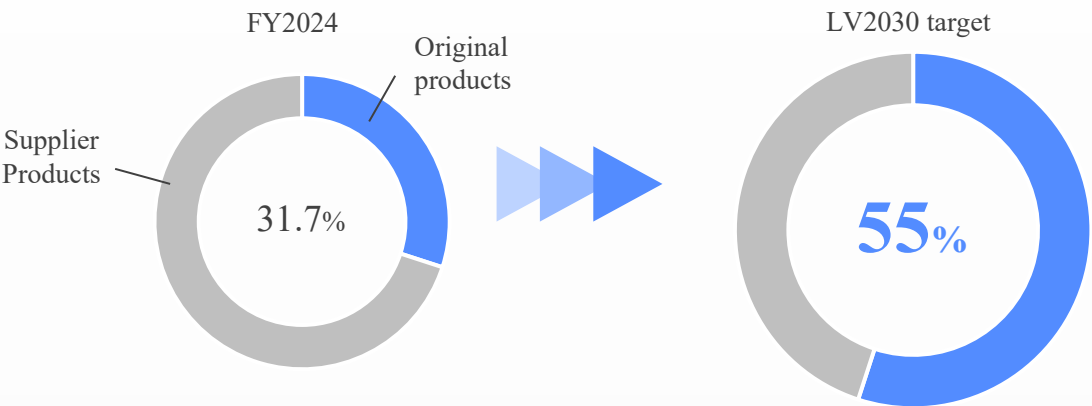 FY2024
Original
products
Supplier
Products
31.7%
LV2030 target
55%